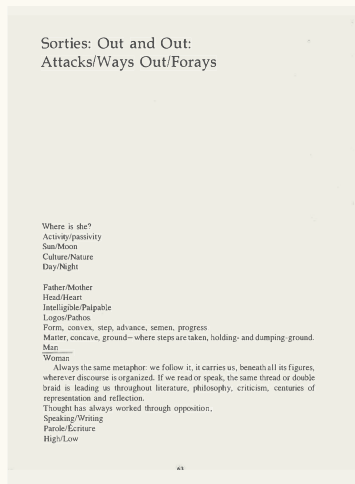 Sorties: Out and Out:
Attacks/Ways Out/Forays
Where is she?
Activity/passivity
Sun/Moon
Culture/Nature
Day/Night
Father/Mother
Head/Heart
Intelligible/Palpable
Logos/Pathos
Form, convex, step, advance, semen, progress
Matter, concave, ground—where steps are taken, holding- and dumping-ground.
Man
Woman
Always the same metaphor: we follow it, it carries us, beneath all its figures,
wherever discourse is organized. If we read or speak, the same thread or double
braid is leading us throughout literature, philosophy, criticism, centuries of
representation and reflection.
Thought has always worked through opposition,
Speaking/Writing
Parole/Écriture
High/Low
63